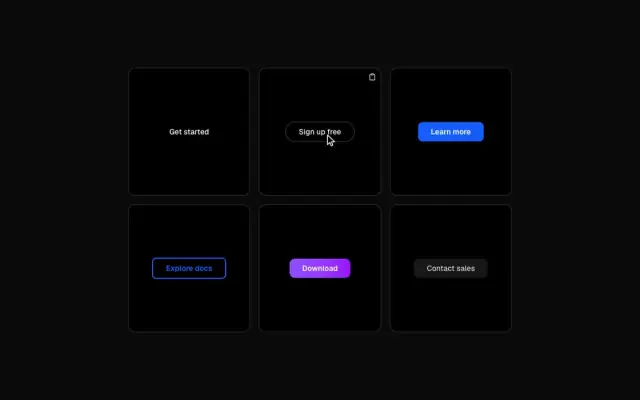 Get started
Sign up free
Learn more
Explore docs
Download
Contact sales